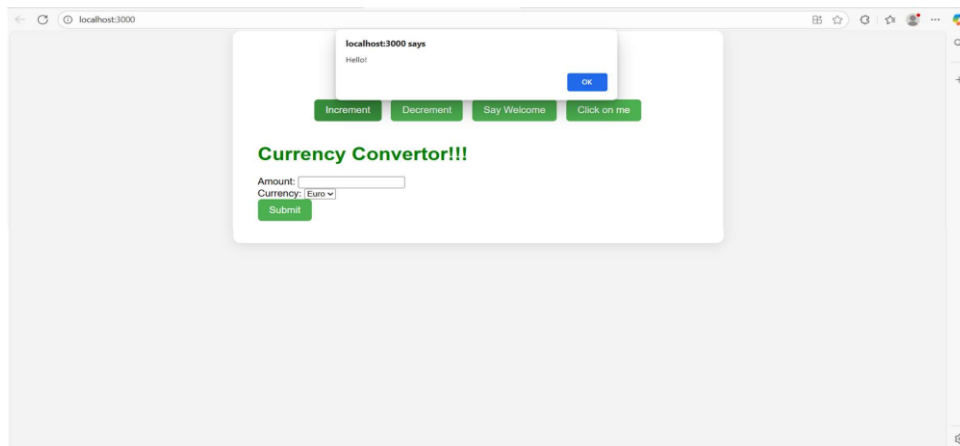 localhost:3000
localhost:3000 says
Hello!
OK
Increment Decrement Say Welcome Click on me
Currency Convertor!!!
Amount:
Currency: Euro
Submit